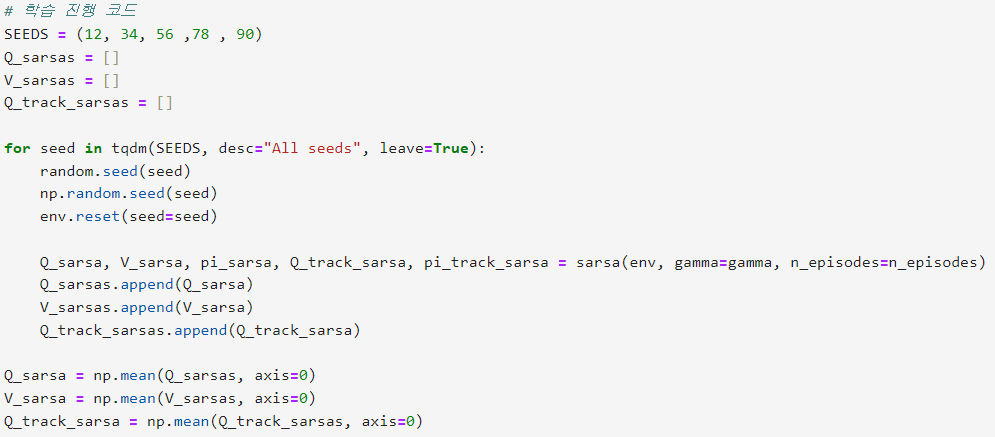 # 학습 진행 코드
SEEDS = (12, 34, 56 ,78 , 90)
Q_sarsas = []
V_sarsas = []
Q_track_sarsas = []

for seed in tqdm(SEEDS, desc="All seeds", leave=True):
    random.seed(seed)
    np.random.seed(seed)
    env.reset(seed=seed)

    Q_sarsa, V_sarsa, pi_sarsa, Q_track_sarsa, pi_track_sarsa = sarsa(env, gamma=gamma, n_episodes=n_episodes)
    Q_sarsas.append(Q_sarsa)
    V_sarsas.append(V_sarsa)
    Q_track_sarsas.append(Q_track_sarsa)

Q_sarsa = np.mean(Q_sarsas, axis=0)
V_sarsa = np.mean(V_sarsas, axis=0)
Q_track_sarsa = np.mean(Q_track_sarsas, axis=0)